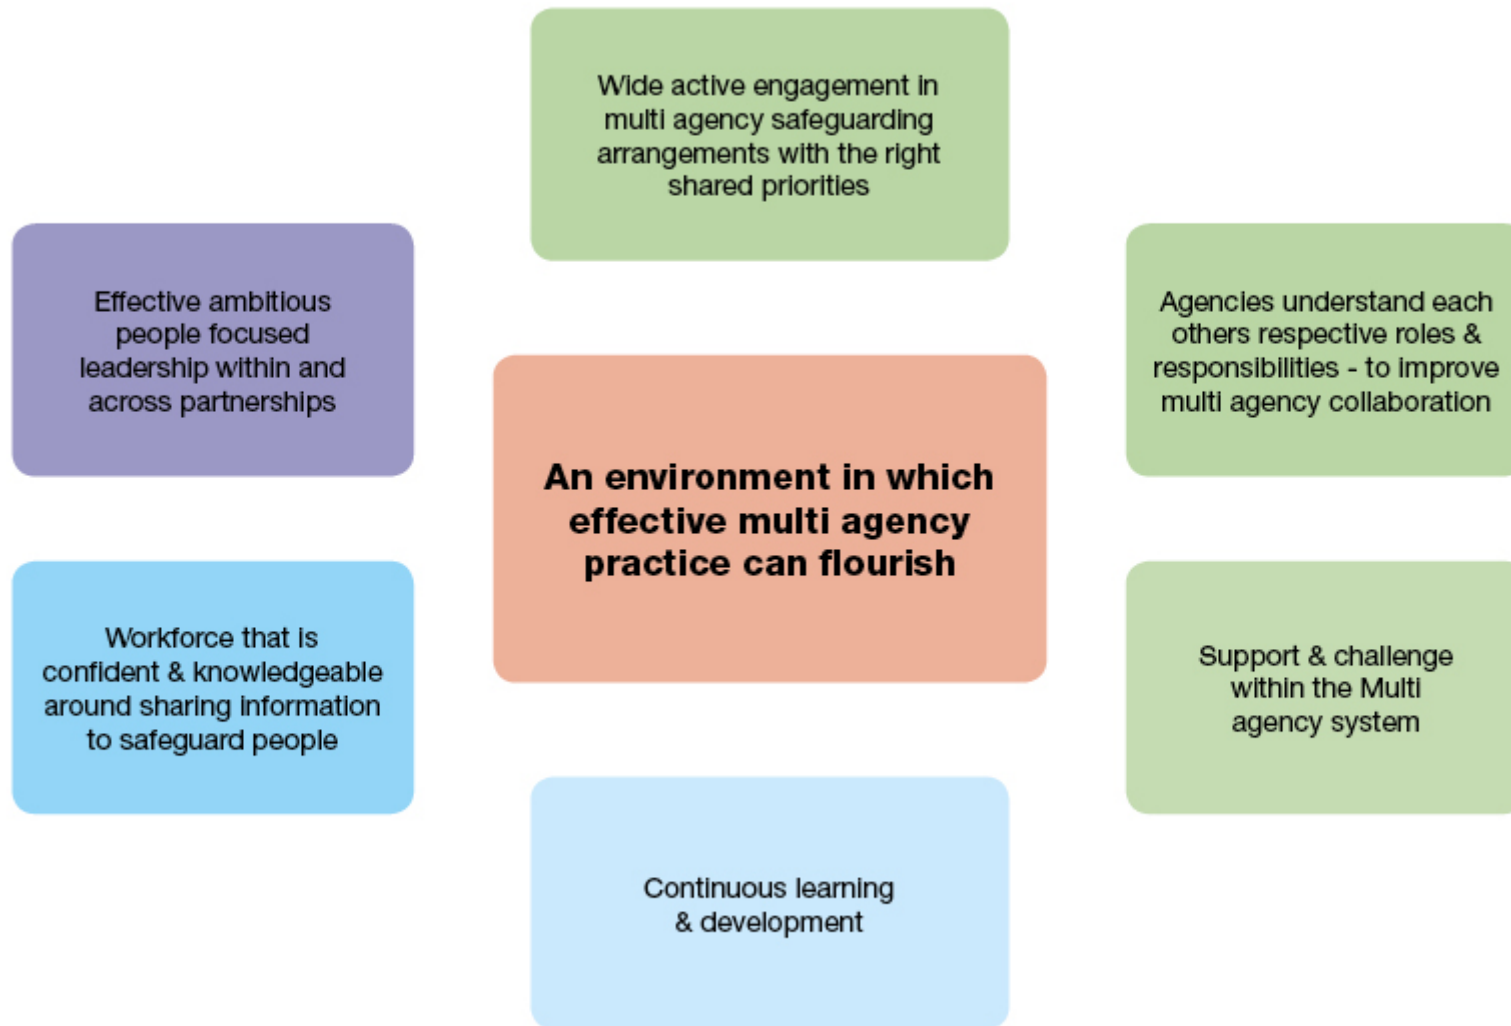 Wide active engagement in
multi agency safeguarding
arrangements with the right
shared priorities
Effective ambitious
people focused
leadership within and
across partnerships
Agencies understand each
others respective roles &
responsibilities - to improve
multi agency collaboration
An environment in which
effective multi agency
practice can flourish
Workforce that is
confident & knowledgeable
around sharing information
to safeguard people
Support & challenge
within the Multi
agency system
Continuous learning
& development